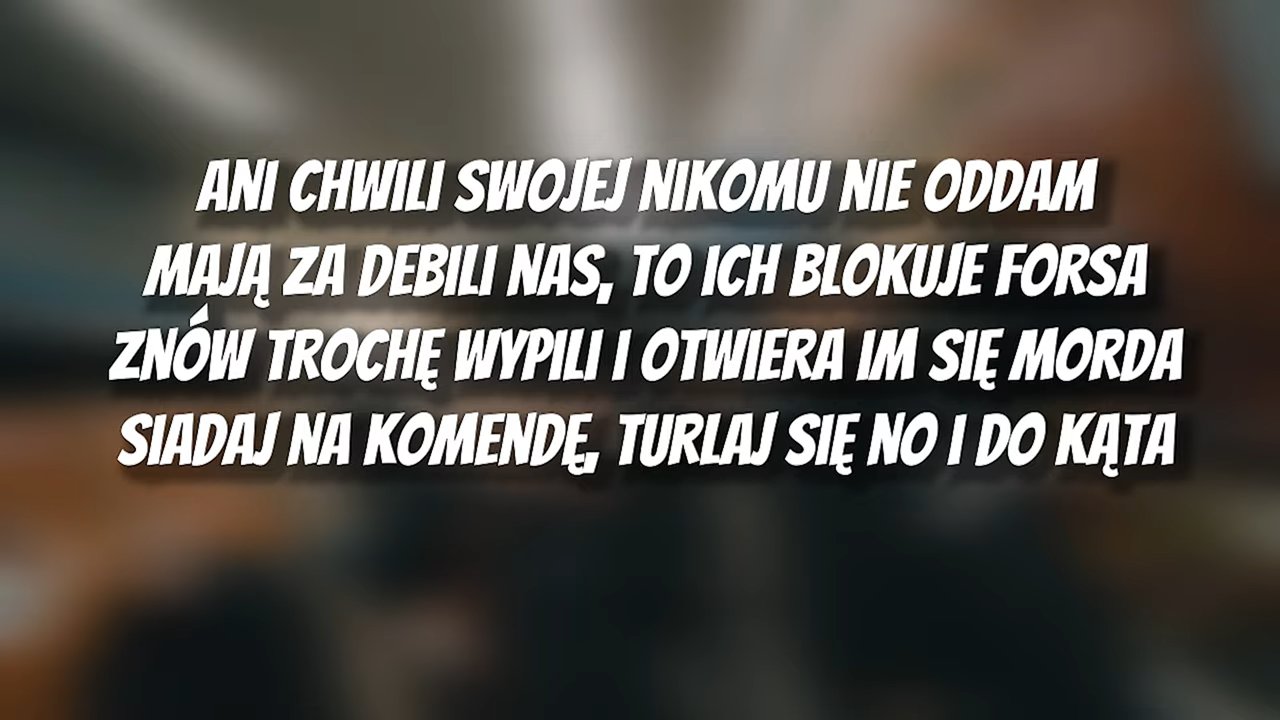 ANI CHWILI SWOJEJ NIKOMU NIE ODDAM
MAJĄ ZA DEBILI NAS, TO ICH BLOKUJE FORSA
ZNÓW TROCHĘ WYPILI I OTWIERA IM SIĘ MORDA
SIADAJ NA KOMENDĘ, TURLAJ SIĘ NO I DO KĄTA